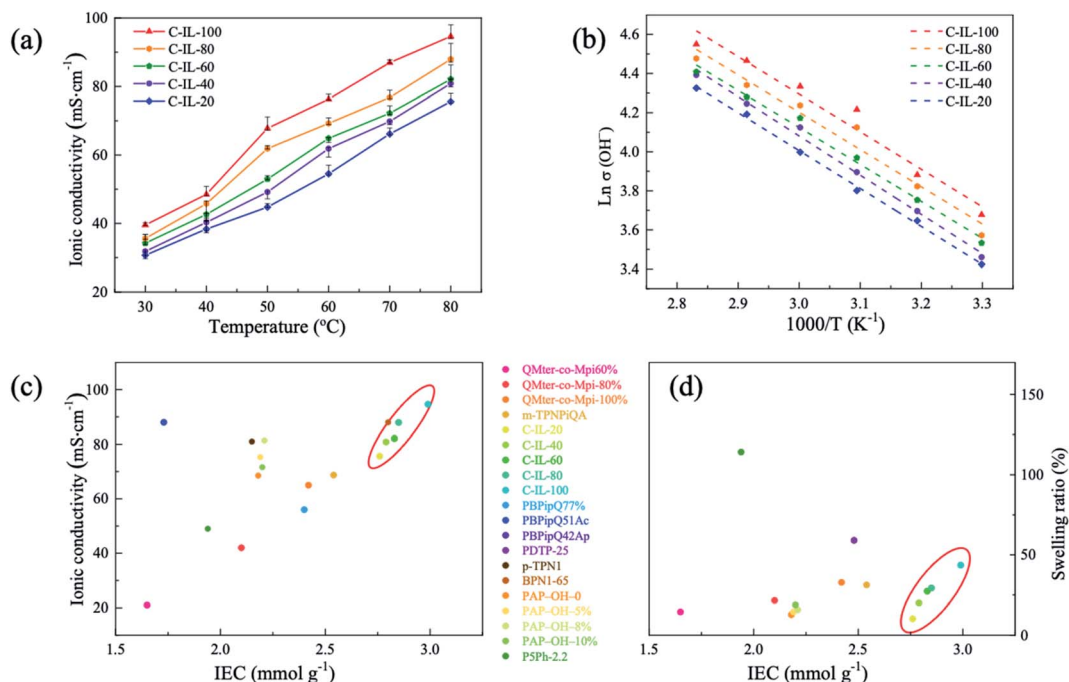 (a)
C-IL-100
C-IL-80
C-IL-60
C-IL-40
C-IL-20
Ionic conductivity (mS·cm⁻¹)
100
80
60
40
20
30 40 50 60 70 80
Temperature (°C)
(b)
C-IL-100
C-IL-80
C-IL-60
C-IL-40
C-IL-20
Ln σ (OH⁻)
4.6
4.4
4.2
4.0
3.8
3.6
3.4
2.8 2.9 3.0 3.1 3.2 3.3
1000/T (K⁻¹)
(c)
Ionic conductivity (mS·cm⁻¹)
100
80
60
40
20
1.5 2.0 2.5 3.0
IEC (mmol g⁻¹)
QMter-co-Mpi60%
QMter-co-Mpi-80%
QMter-co-Mpi-100%
m-TPNPiQA
C-IL-20
C-IL-40
C-IL-60
C-IL-80
C-IL-100
PBPipQ77%
PBPipQ51Ac
PBPipQ42Ap
PDTP-25
p-TPN1
BPN1-65
PAP-OH-0
PAP-OH-5%
PAP-OH-8%
PAP-OH-10%
P5Ph-2.2
(d)
150
100
50
0
Swelling ratio (%)
1.5 2.0 2.5 3.0
IEC (mmol g⁻¹)